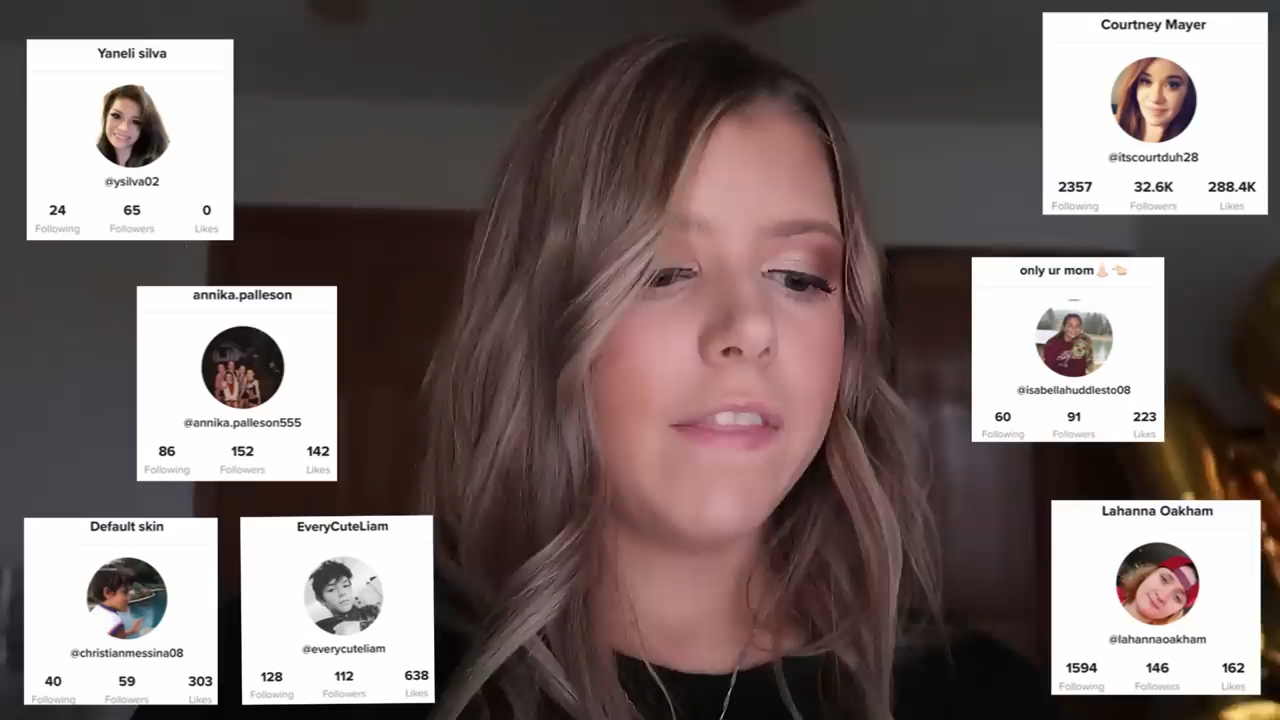 Yaneli silva
@ysilva02
24 65 0
Following Followers Likes
annika.palleson
@annika.palleson555
86 152 142
Following Followers Likes
Default skin
@christianmessina08
40 59 303
Following Followers Likes
EveryCuteLiam
@everycuteliam
128 112 638
Following Followers Likes
Courtney Mayer
@itscourtduh28
2357 32.6K 288.4K
Following Followers Likes
only ur mom👌🏻👈🏻
@isabellahuddlesto08
60 91 223
Following Followers Likes
Lahanna Oakham
@lahannaoakham
1594 146 162
Following Followers Likes